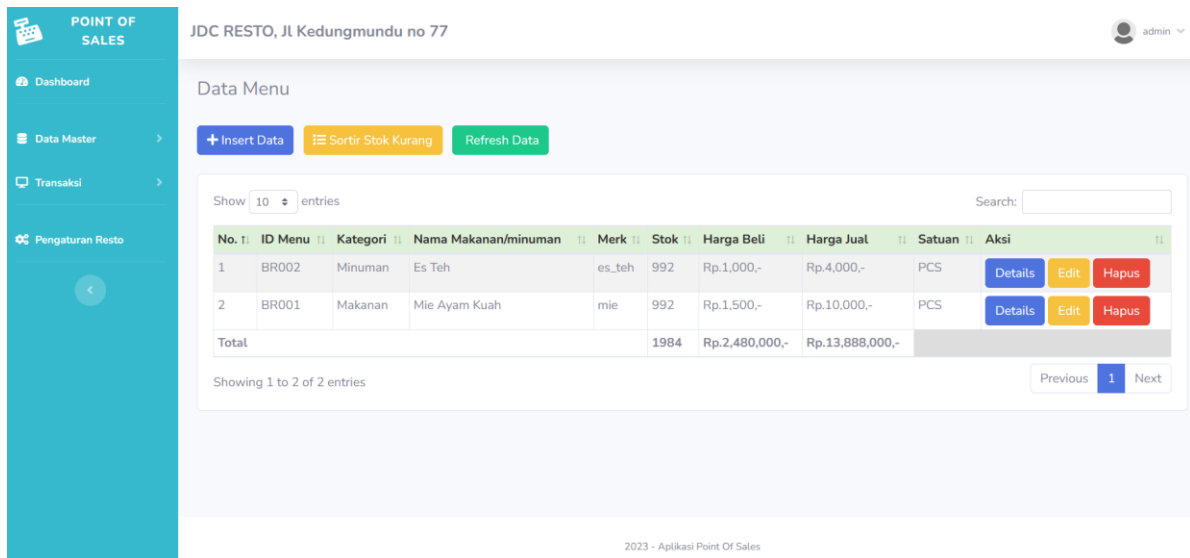 POINT OF
SALES
JDC RESTO, Jl Kedungmundu no 77
admin
Dashboard
Data Master
Transaksi
Pengaturan Resto
Data Menu
Insert Data Sortir Stok Kurang Refresh Data
Show 10 entries Search:
No. ID Menu Kategori Nama Makanan/minuman Merk Stok Harga Beli Harga Jual Satuan Aksi
1 BR002 Minuman Es Teh es_teh 992 Rp.1,000,- Rp.4,000,- PCS Details Edit Hapus
2 BR001 Makanan Mie Ayam Kuah mie 992 Rp.1,500,- Rp.10,000,- PCS Details Edit Hapus
Total 1984 Rp.2,480,000,- Rp.13,888,000,-
Showing 1 to 2 of 2 entries Previous 1 Next
2023 - Aplikasi Point Of Sales